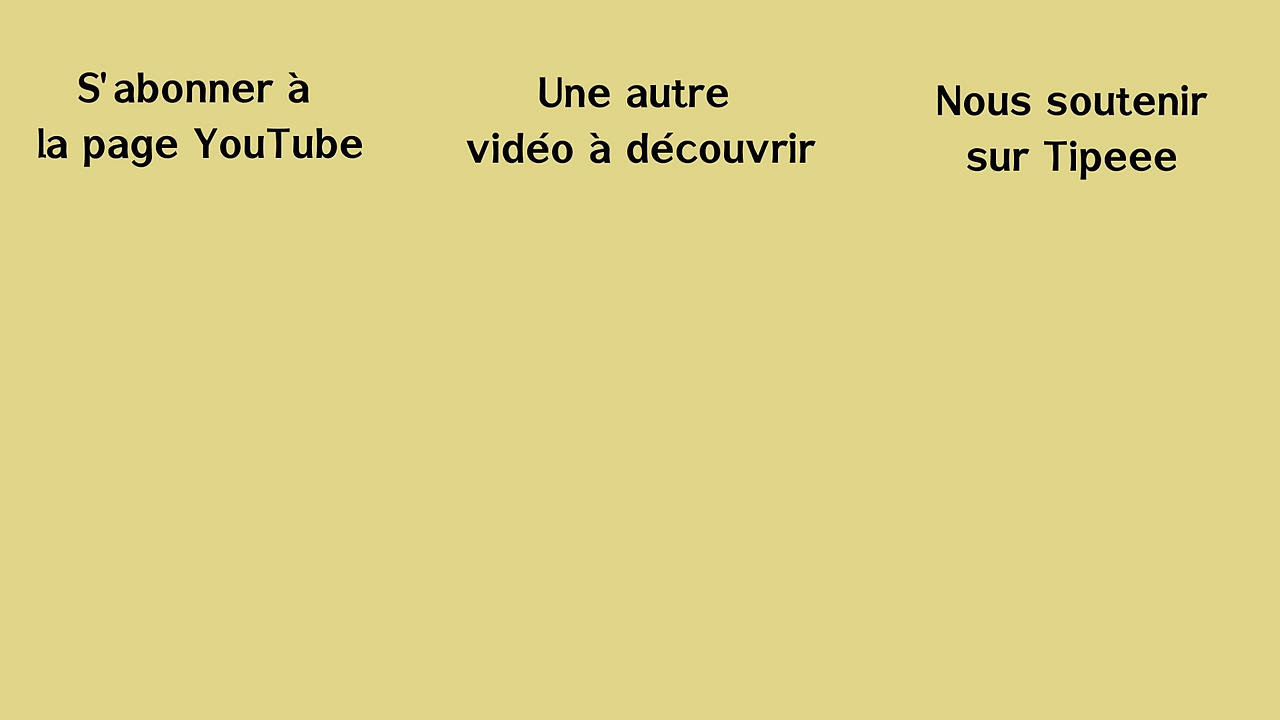 S'abonner à
la page YouTube
Une autre
vidéo à découvrir
Nous soutenir
sur Tipeee